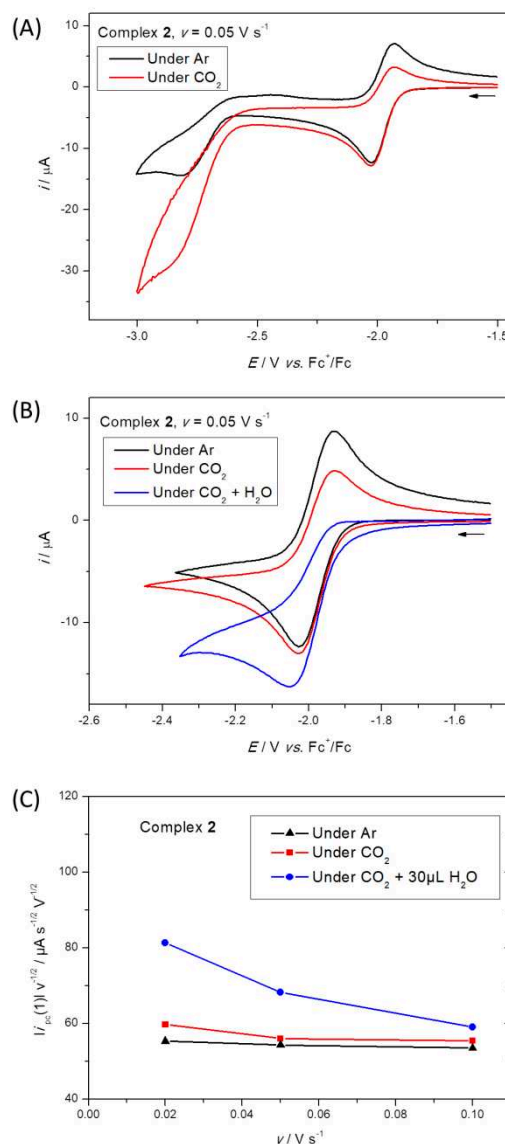 (A)
Complex 2, ν = 0.05 V s⁻¹
Under Ar
Under CO₂
10
0
-10
-20
-30
i / μA
-3.0 -2.5 -2.0 -1.5
E / V vs. Fc⁺/Fc
(B)
Complex 2, ν = 0.05 V s⁻¹
Under Ar
Under CO₂
Under CO₂ + H₂O
10
0
-10
i / μA
-2.6 -2.4 -2.2 -2.0 -1.8 -1.6
E / V vs. Fc⁺/Fc
(C)
Complex 2
Under Ar
Under CO₂
Under CO₂ + 30μL H₂O
120
100
80
60
40
|i_pc(1)| v⁻¹/² / μA s⁻¹/² V⁻¹/²
0.00 0.02 0.04 0.06 0.08 0.10
ν / V s⁻¹